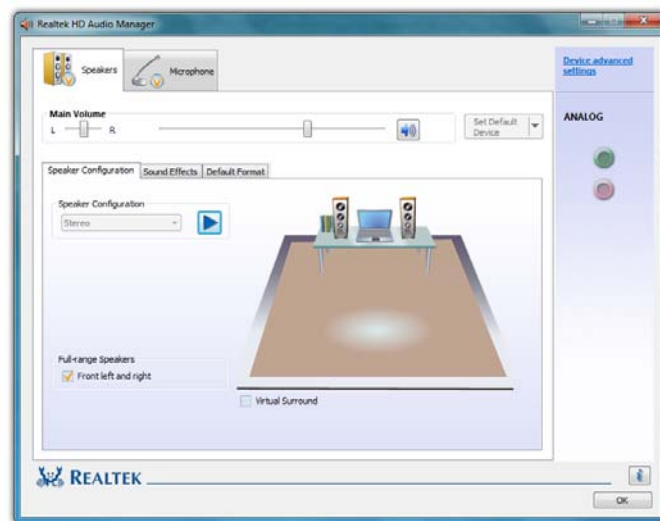 Realtek HD Audio Manager
Speakers
Microphone
Device advanced
settings
Main Volume
L
R
Set Default
Device
ANALOG
Speaker Configuration
Sound Effects
Default Format
Speaker Configuration
Stereo
Full-range Speakers
Front left and right
Virtual Surround
REALTEK
i
OK